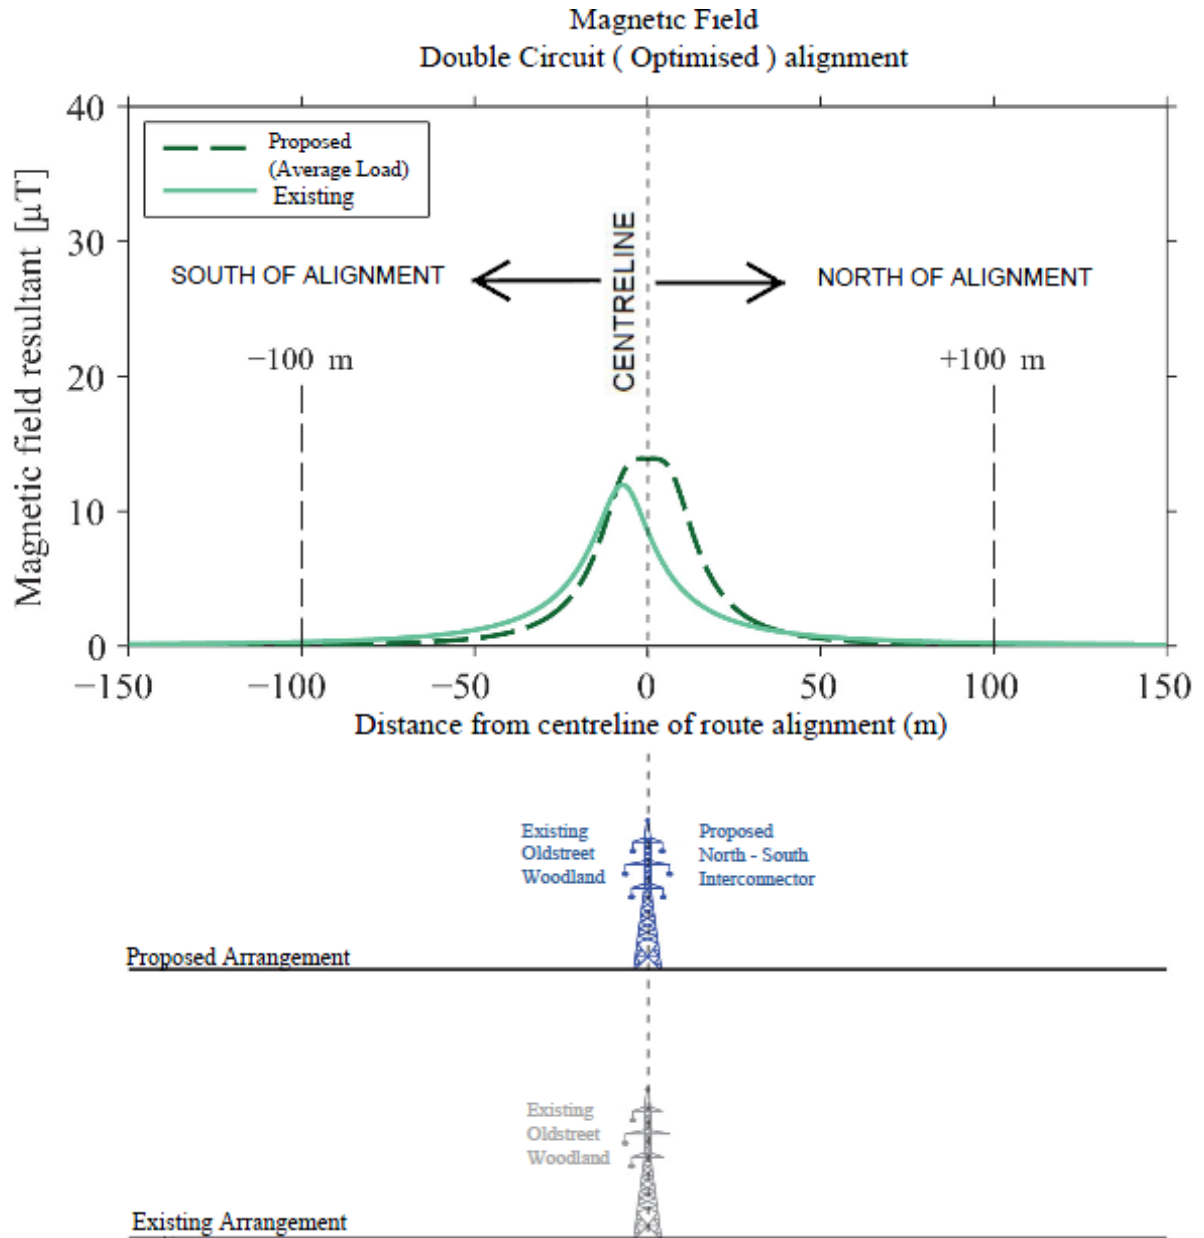 Magnetic Field
Double Circuit ( Optimised ) alignment
40
30
20
10
0
Magnetic field resultant [µT]
Proposed
(Average Load)
Existing
CENTRELINE
SOUTH OF ALIGNMENT
NORTH OF ALIGNMENT
−100 m
+100 m
−150
−100
−50
0
50
100
150
Distance from centreline of route alignment (m)
Existing
Oldstreet
Woodland
Proposed
North - South
Interconnector
Proposed Arrangement
Existing
Oldstreet
Woodland
Existing Arrangement